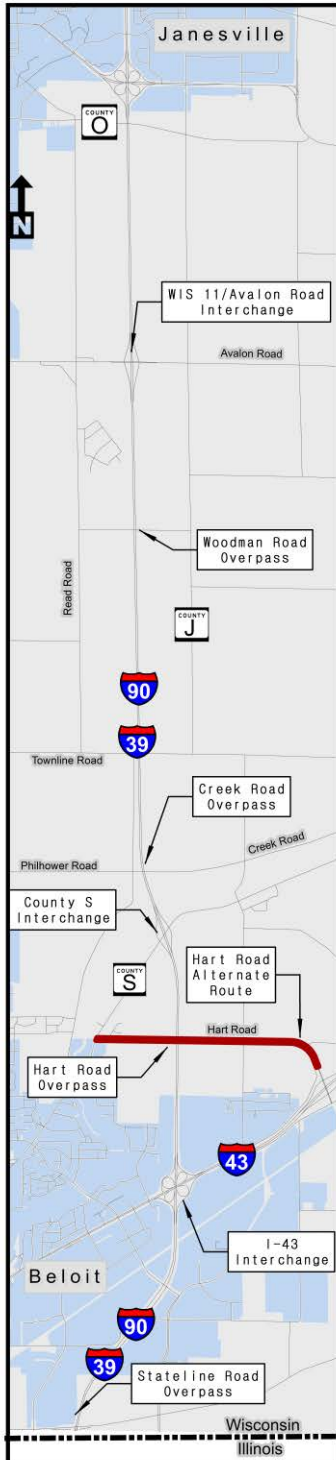 Janesville
COUNTY
O
N
WIS 11/Avalon Road
Interchange
Avalon Road
Woodman Road
Overpass
Read Road
COUNTY
J
90
39
Townline Road
Creek Road
Overpass
Creek Road
Philhower Road
County S
Interchange
COUNTY
S
Hart Road
Alternate
Route
Hart Road
Hart Road
Overpass
43
I-43
Interchange
Beloit
90
39
Stateline Road
Overpass
Wisconsin
Illinois